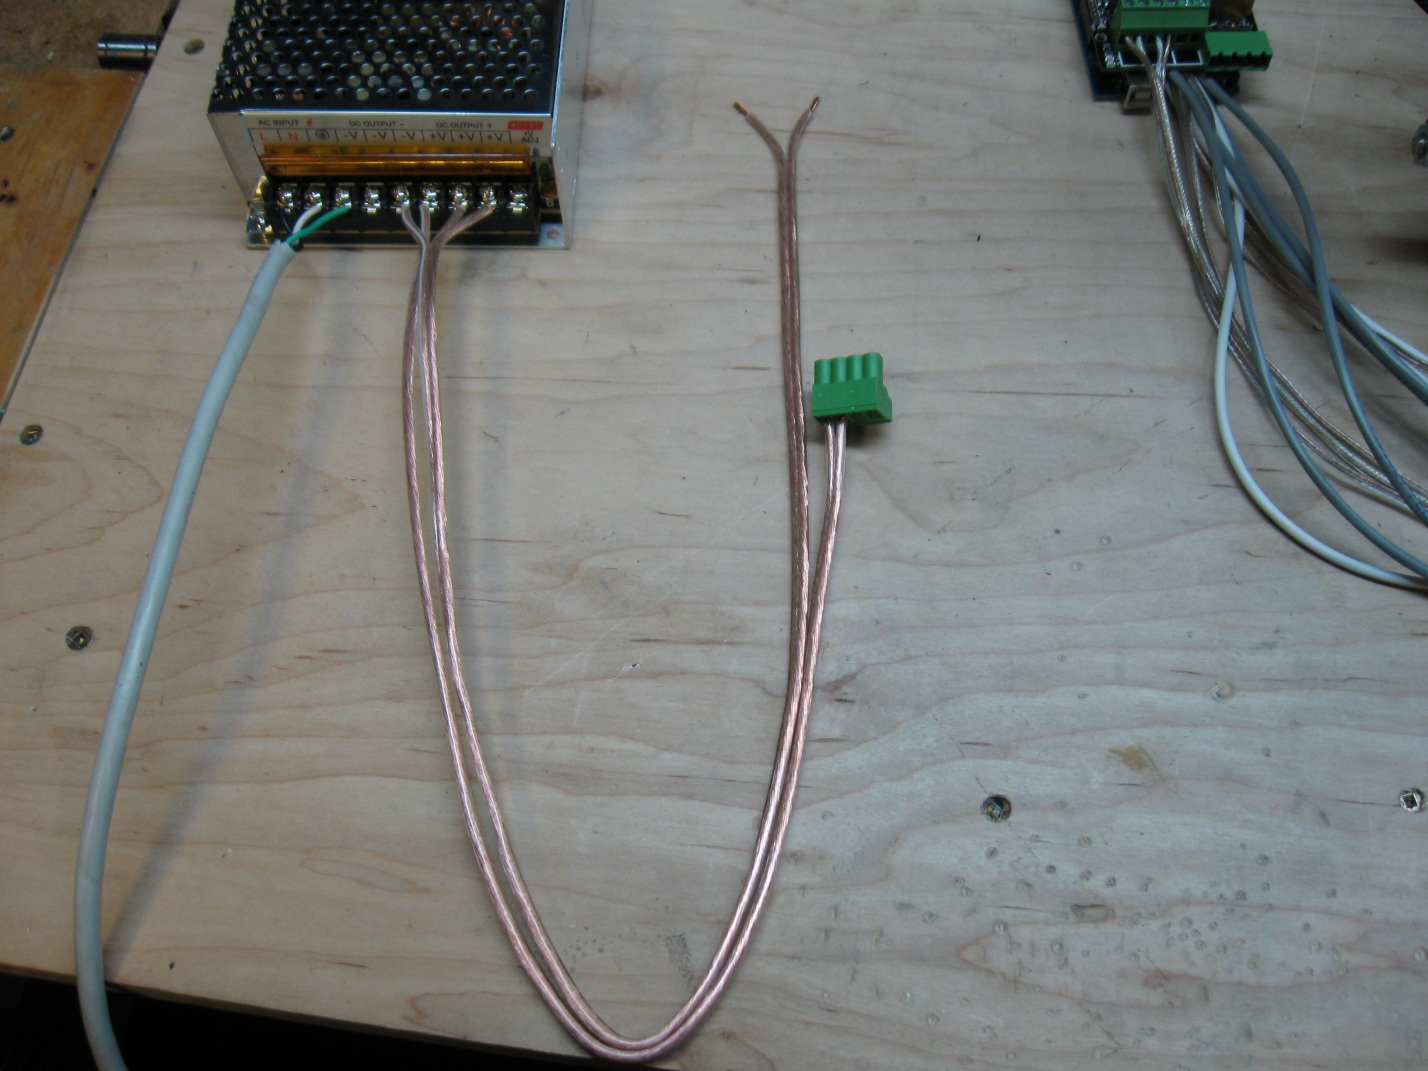 AC INPUT DC OUTPUT - DC OUTPUT +
L N -V -V -V +V +V +V +V ADJ